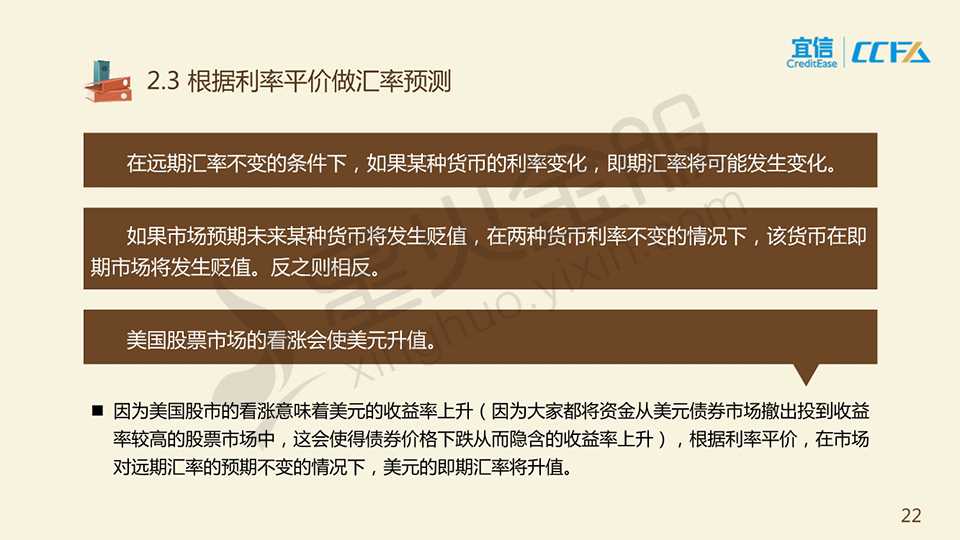 宜信
CreditEase
CCFA
2.3 根据利率平价做汇率预测
在远期汇率不变的条件下，如果某种货币的利率变化，即期汇率将可能发生变化。
如果市场预期未来某种货币将发生贬值，在两种货币利率不变的情况下，该货币在即
期市场将发生贬值。反之则相反。
美国股票市场的看涨会使美元升值。
因为美国股市的看涨意味着美元的收益率上升（因为大家都将资金从美元债券市场撤出投到收益
率较高的股票市场中，这会使得债券价格下跌从而隐含的收益率上升），根据利率平价，在市场
对远期汇率的预期不变的情况下，美元的即期汇率将升值。
星火金服
xinghuo.yixin.com
22